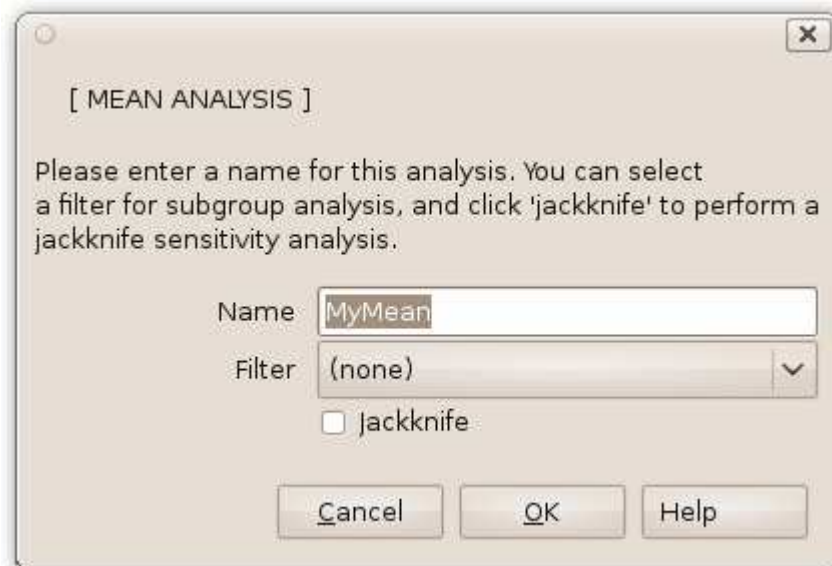 [ MEAN ANALYSIS ]
Please enter a name for this analysis. You can select
a filter for subgroup analysis, and click 'jackknife' to perform a
jackknife sensitivity analysis.
Name MyMean
Filter (none)
Jackknife
Cancel OK Help